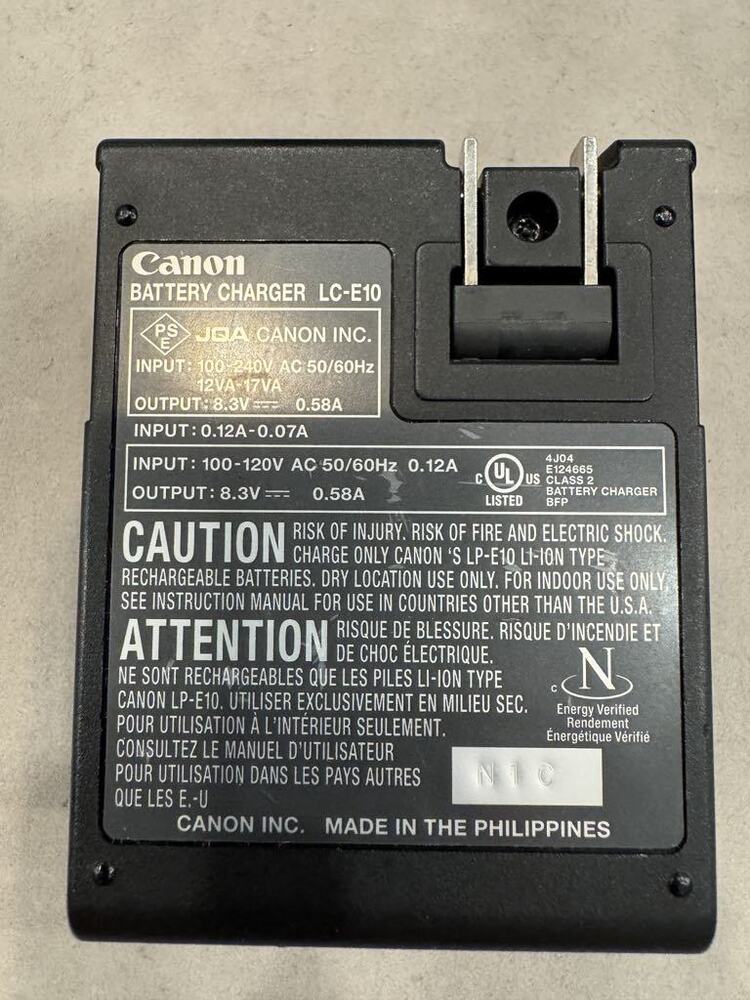 Canon
BATTERY CHARGER LC-E10
PS
E
JQA CANON INC.
INPUT: 100-240V AC 50/60Hz
12VA-17VA
OUTPUT: 8.3V ⎓ 0.58A
INPUT: 0.12A-0.07A
INPUT: 100-120V AC 50/60Hz 0.12A
OUTPUT: 8.3V ⎓ 0.58A
C UL US
LISTED
4J04
E124665
CLASS 2
BATTERY CHARGER
BFP
CAUTION RISK OF INJURY. RISK OF FIRE AND ELECTRIC SHOCK.
CHARGE ONLY CANON 'S LP-E10 LI-ION TYPE
RECHARGEABLE BATTERIES. DRY LOCATION USE ONLY. FOR INDOOR USE ONLY
SEE INSTRUCTION MANUAL FOR USE IN COUNTRIES OTHER THAN THE U.S.A.
ATTENTION RISQUE DE BLESSURE. RISQUE D'INCENDIE ET
DE CHOC ÉLECTRIQUE.
NE SONT RECHARGEABLES QUE LES PILES LI-ION TYPE
CANON LP-E10. UTILISER EXCLUSIVEMENT EN MILIEU SEC.
POUR UTILISATION À L'INTÉRIEUR SEULEMENT.
CONSULTEZ LE MANUEL D'UTILISATEUR
POUR UTILISATION DANS LES PAYS AUTRES
QUE LES E.-U
C N
Energy Verified
Rendement
Énergétique Vérifié
N1C
CANON INC. MADE IN THE PHILIPPINES